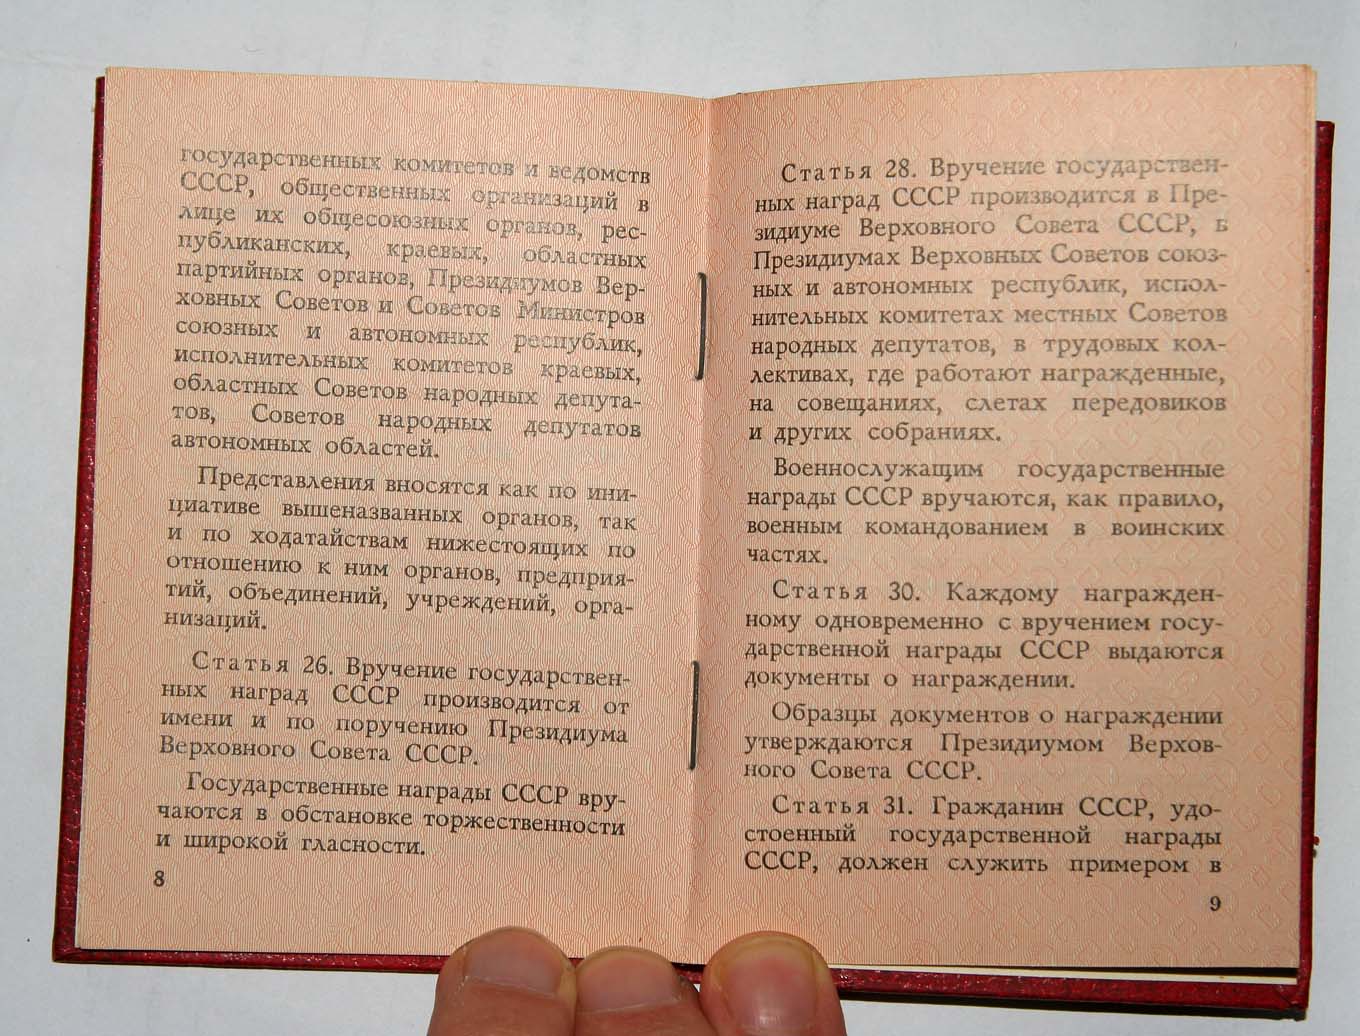 государственных комитетов и ведомств
СССР, общественных организаций в
лице их общесоюзных органов, рес-
публиканских, краевых, областных
партийных органов, Президиумов Вер-
ховных Советов и Советов Министров
союзных и автономных республик,
исполнительных комитетов краевых,
областных Советов народных депута-
тов, Советов народных депутатов
автономных областей.
Представления вносятся как по ини-
циативе вышеназванных органов, так
и по ходатайствам нижестоящих по
отношению к ним органов, предприя-
тий, объединений, учреждений, орга-
низаций.
Статья 26. Вручение государствен-
ных наград СССР производится от
имени и по поручению Президиума
Верховного Совета СССР.
Государственные награды СССР вру-
чаются в обстановке торжественности
и широкой гласности.
8
Статья 28. Вручение государствен-
ных наград СССР производится в Пре-
зидиуме Верховного Совета СССР, в
Президиумах Верховных Советов союз-
ных и автономных республик, испол-
нительных комитетах местных Советов
народных депутатов, в трудовых кол-
лективах, где работают награжденные,
на совещаниях, слетах передовиков
и других собраниях.
Военнослужащим государственные
награды СССР вручаются, как правило,
военным командованием в воинских
частях.
Статья 30. Каждому награжден-
ному одновременно с вручением госу-
дарственной награды СССР выдаются
документы о награждении.
Образцы документов о награждении
утверждаются Президиумом Верхов-
ного Совета СССР.
Статья 31. Гражданин СССР, удо-
стоенный государственной награды
СССР, должен служить примером в
9